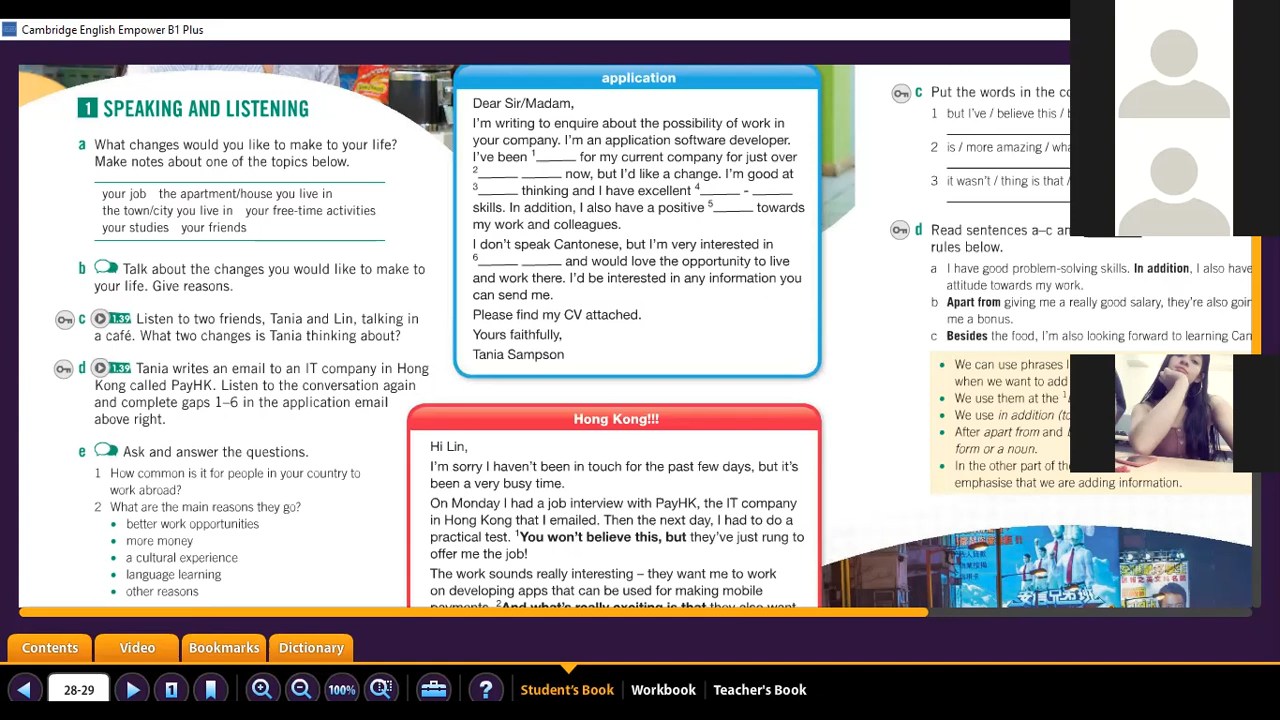 Cambridge English Empower B1 Plus
1 SPEAKING AND LISTENING
a What changes would you like to make to your life?
Make notes about one of the topics below.
your job the apartment/house you live in
the town/city you live in your free-time activities
your studies your friends
b Talk about the changes you would like to make to
your life. Give reasons.
c 1.39 Listen to two friends, Tania and Lin, talking in
a café. What two changes is Tania thinking about?
d 1.39 Tania writes an email to an IT company in Hong
Kong called PayHK. Listen to the conversation again
and complete gaps 1–6 in the application email
above right.
e Ask and answer the questions.
1 How common is it for people in your country to
work abroad?
2 What are the main reasons they go?
• better work opportunities
• more money
• a cultural experience
• language learning
• other reasons
application
Dear Sir/Madam,
I'm writing to enquire about the possibility of work in
your company. I'm an application software developer.
I've been 1______ for my current company for just over
2______ ______ now, but I'd like a change. I'm good at
3______ thinking and I have excellent 4______ - ______
skills. In addition, I also have a positive 5______ towards
my work and colleagues.
I don't speak Cantonese, but I'm very interested in
6______ ______ and would love the opportunity to live
and work there. I'd be interested in any information you
can send me.
Please find my CV attached.
Yours faithfully,
Tania Sampson
Hong Kong!!!
Hi Lin,
I'm sorry I haven't been in touch for the past few days, but it's
been a very busy time.
On Monday I had a job interview with PayHK, the IT company
in Hong Kong that I emailed. Then the next day, I had to do a
practical test. 1You won't believe this, but they've just rung to
offer me the job!
The work sounds really interesting – they want me to work
on developing apps that can be used for making mobile
payments. 2And what's really exciting is that they also want
c Put the words in the co
1 but I've / believe this / b
2 is / more amazing / wha
3 it wasn't / thing is that /
d Read sentences a–c an
rules below.
a I have good problem-solving skills. In addition, I also have
attitude towards my work.
b Apart from giving me a really good salary, they're also goin
me a bonus.
c Besides the food, I'm also looking forward to learning Can
• We can use phrases l
when we want to add
• We use them at the 1
• We use in addition (to
• After apart from and
form or a noun.
• In the other part of the
emphasise that we are adding information.
Contents Video Bookmarks Dictionary
28-29 1 100% ? Student's Book Workbook Teacher's Book